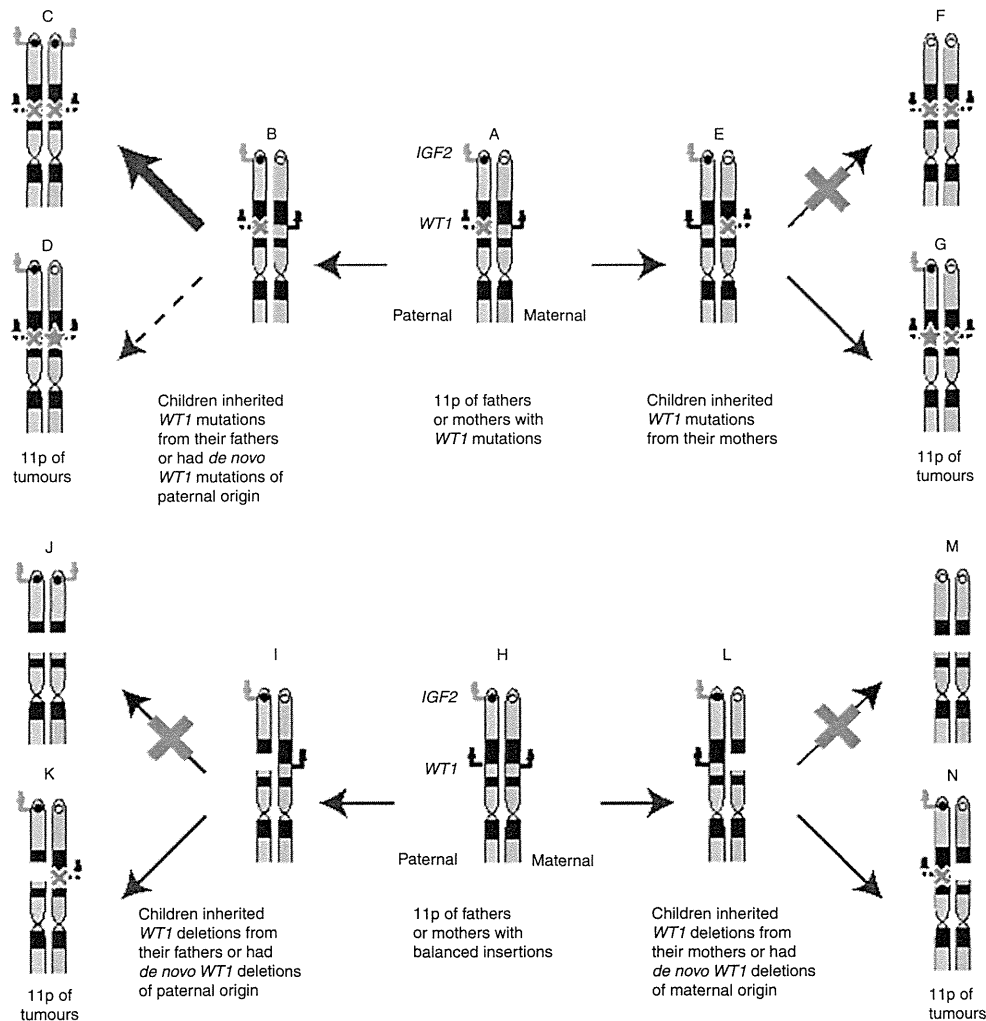 C
F
B
A
E
IGF2
WT1
D
G
Paternal
Maternal
Children inherited
WT1 mutations
from their fathers
or had de novo
WT1 mutations of
paternal origin
11p of fathers
or mothers with
WT1 mutations
Children inherited
WT1 mutations
from their mothers
11p of
tumours
11p of
tumours
J
M
I
H
L
IGF2
WT1
K
N
Paternal
Maternal
Children inherited
WT1 deletions from
their fathers or had
de novo WT1 deletions
of paternal origin
11p of fathers
or mothers with
balanced insertions
Children inherited
WT1 deletions from
their mothers or had
de novo WT1 deletions
of maternal origin
11p of
tumours
11p of
tumours